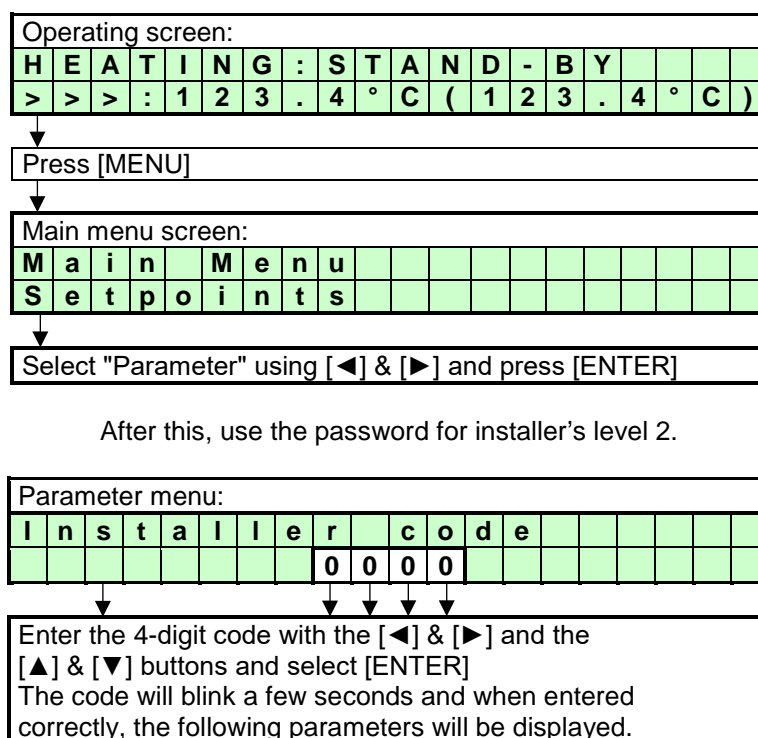 Operating screen:
HEATING:STAND-BY
>>>:123.4°C(123.4°C)
Press [MENU]
Main menu screen:
Main Menu
Setpoints
Select "Parameter" using [◄] & [►] and press [ENTER]
After this, use the password for installer’s level 2.
Parameter menu:
Installer code
0000
Enter the 4-digit code with the [◄] & [►] and the
[▲] & [▼] buttons and select [ENTER]
The code will blink a few seconds and when entered
correctly, the following parameters will be displayed.